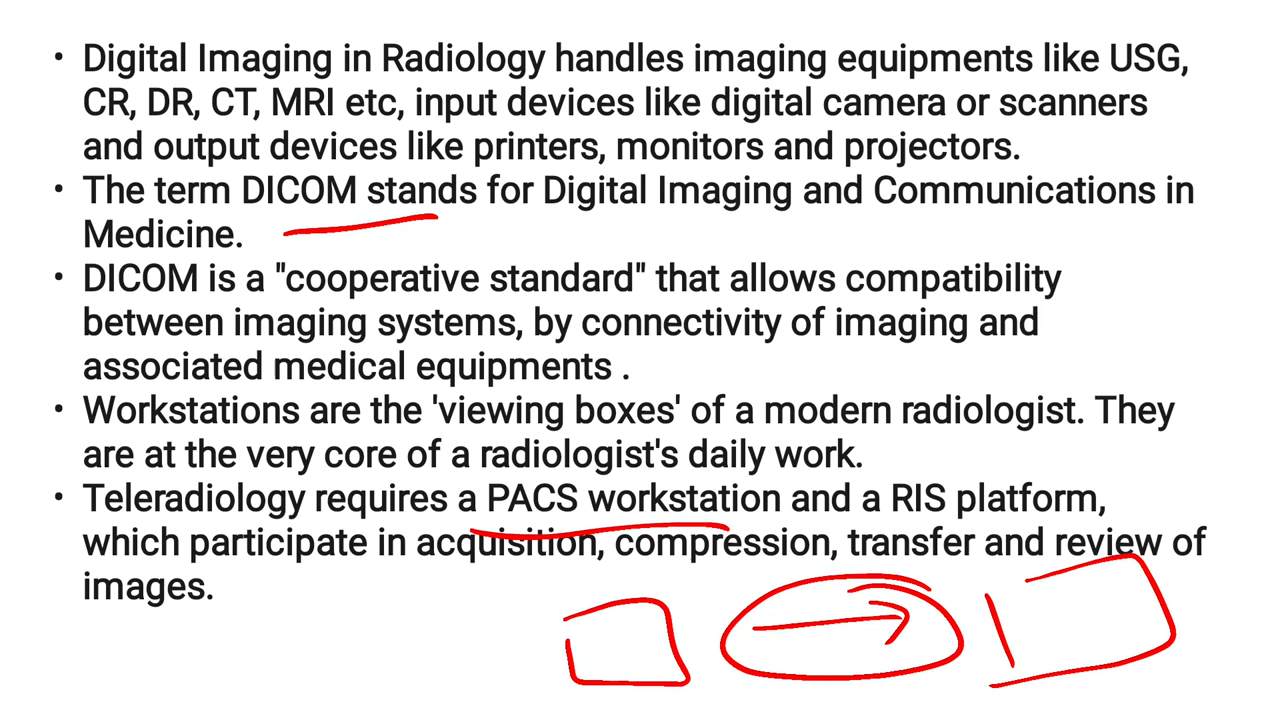 • Digital Imaging in Radiology handles imaging equipments like USG,
CR, DR, CT, MRI etc, input devices like digital camera or scanners
and output devices like printers, monitors and projectors.
• The term DICOM stands for Digital Imaging and Communications in
Medicine.
• DICOM is a "cooperative standard" that allows compatibility
between imaging systems, by connectivity of imaging and
associated medical equipments .
• Workstations are the 'viewing boxes' of a modern radiologist. They
are at the very core of a radiologist's daily work.
• Teleradiology requires a PACS workstation and a RIS platform,
which participate in acquisition, compression, transfer and review of
images.